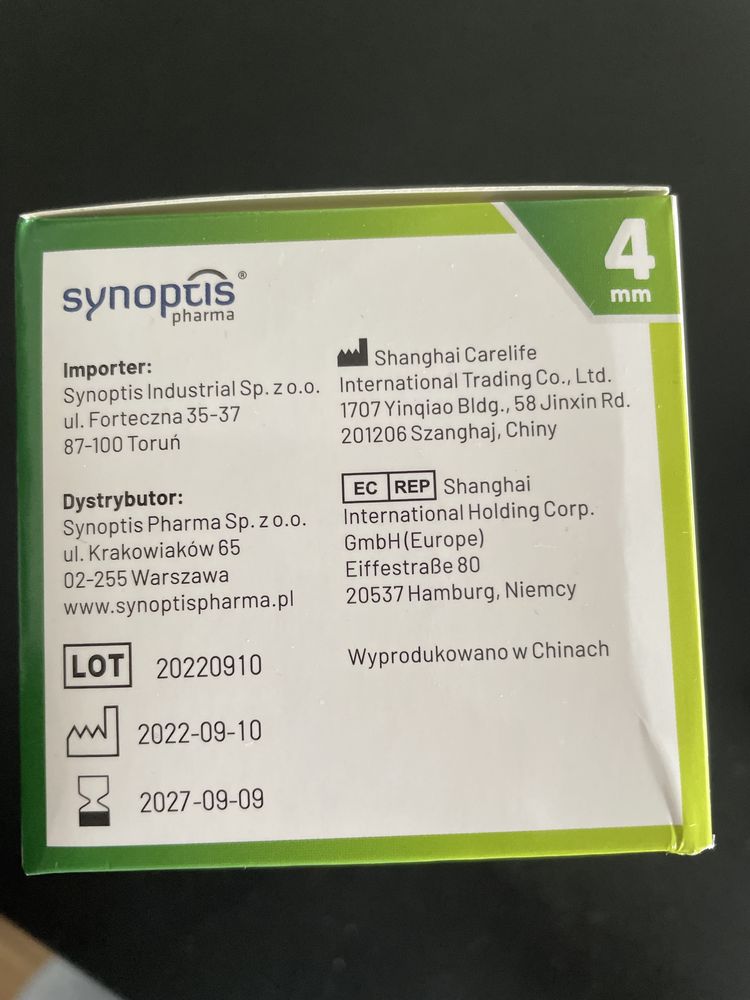 4
mm
synoptis®
pharma
Importer:
Synoptis Industrial Sp. z o.o.
ul. Forteczna 35-37
87-100 Toruń
Dystrybutor:
Synoptis Pharma Sp. z o.o.
ul. Krakowiaków 65
02-255 Warszawa
www.synoptispharma.pl
LOT 20220910
2022-09-10
2027-09-09
Shanghai Carelife
International Trading Co., Ltd.
1707 Yinqiao Bldg., 58 Jinxin Rd.
201206 Szanghaj, Chiny
EC REP Shanghai
International Holding Corp.
GmbH (Europe)
Eiffestraße 80
20537 Hamburg, Niemcy
Wyprodukowano w Chinach